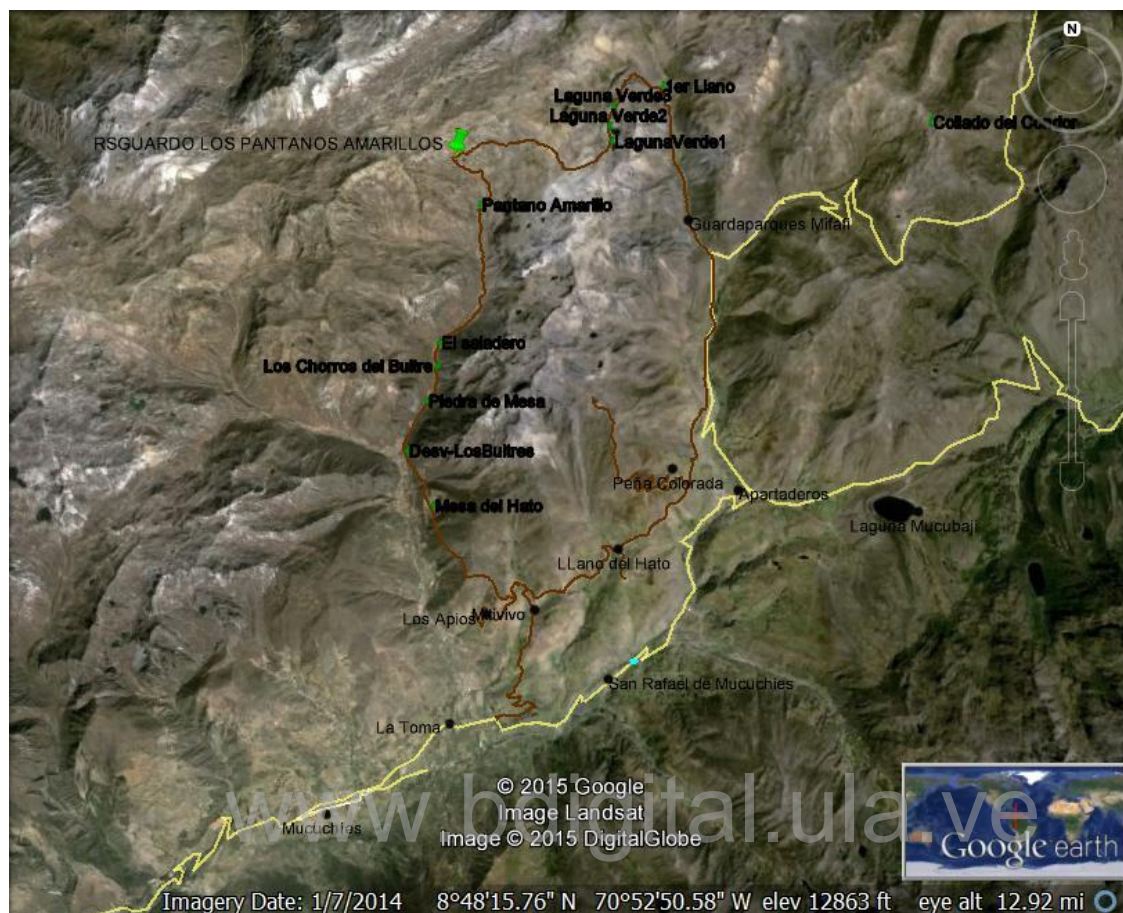 N
1er Llano
Laguna Verde3
Laguna Verde2
LagunaVerde1
Collado del Condor
RSGUARDO LOS PANTANOS AMARILLOS
Pantano Amarillo
Guardaparques Mifafi
El saladero
Los Chorros del Buitre
Piedra de Mesa
Desv-LosBuitres
Peña Colorada
Apartaderos
Mesa del Hato
Laguna Mucubaji
LLano del Hato
Los Apios
Mitivivo
San Rafael de Mucuchies
La Toma
© 2015 Google
Image Landsat
Image © 2015 DigitalGlobe
www.bdigital.ula.ve
Mucuchies
Google earth
Imagery Date: 1/7/2014 8°48'15.76" N 70°52'50.58" W elev 12863 ft eye alt 12.92 mi